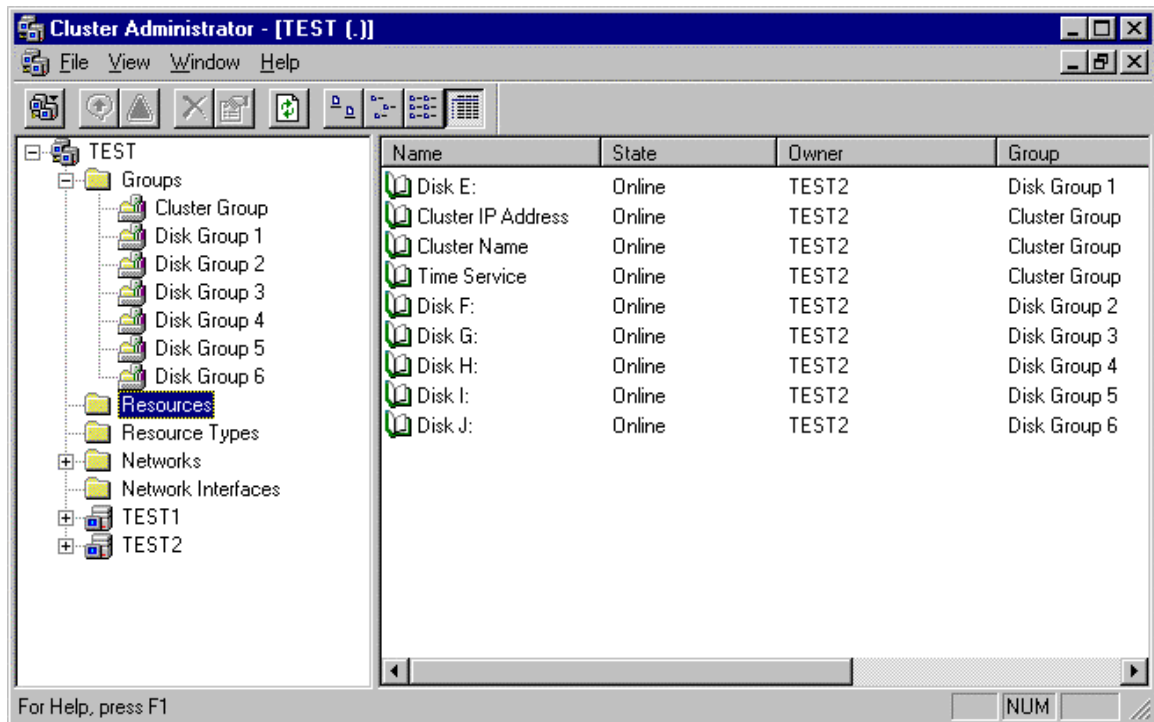 Cluster Administrator - [TEST (.)]
File View Window Help
TEST
Groups
Cluster Group
Disk Group 1
Disk Group 2
Disk Group 3
Disk Group 4
Disk Group 5
Disk Group 6
Resources
Resource Types
Networks
Network Interfaces
TEST1
TEST2
Name State Owner Group
Disk E: Online TEST2 Disk Group 1
Cluster IP Address Online TEST2 Cluster Group
Cluster Name Online TEST2 Cluster Group
Time Service Online TEST2 Cluster Group
Disk F: Online TEST2 Disk Group 2
Disk G: Online TEST2 Disk Group 3
Disk H: Online TEST2 Disk Group 4
Disk I: Online TEST2 Disk Group 5
Disk J: Online TEST2 Disk Group 6
For Help, press F1 NUM